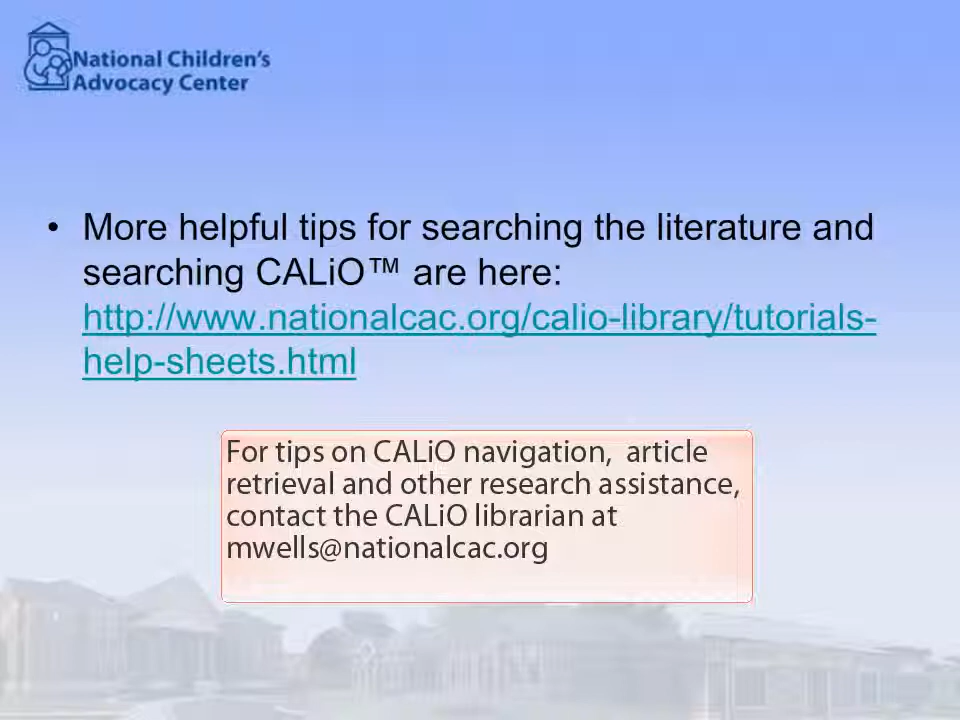 National Children's
Advocacy Center
• More helpful tips for searching the literature and
searching CALiO™ are here:
http://www.nationalcac.org/calio-library/tutorials-
help-sheets.html
For tips on CALiO navigation,  article
retrieval and other research assistance,
contact the CALiO librarian at
mwells@nationalcac.org